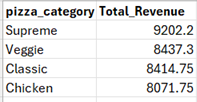 pizza_category Total_Revenue
Supreme 9202.2
Veggie 8437.3
Classic 8414.75
Chicken 8071.75